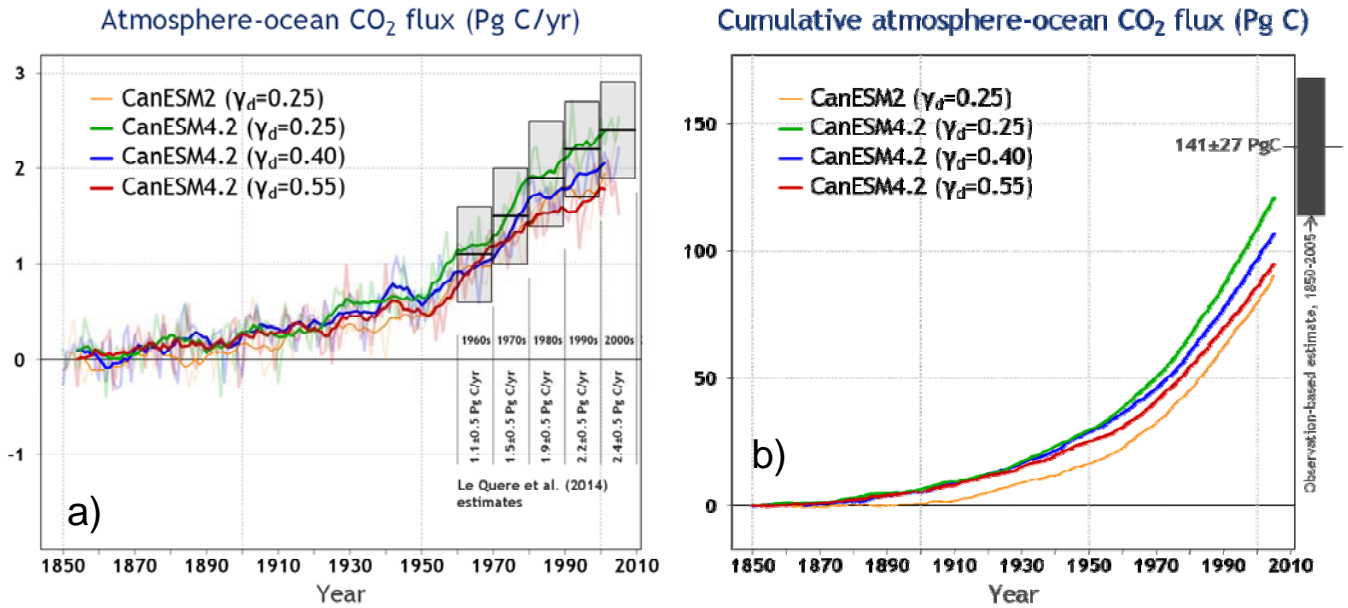 Atmosphere-ocean CO₂ flux (Pg C/yr)
3
2
1
0
-1
CanESM2 (γd=0.25)
CanESM4.2 (γd=0.25)
CanESM4.2 (γd=0.40)
CanESM4.2 (γd=0.55)
1960s 1970s 1980s 1990s 2000s
1.1±0.5 Pg C/yr
1.5±0.5 Pg C/yr
1.9±0.5 Pg C/yr
2.2±0.5 Pg C/yr
2.4±0.5 Pg C/yr
Le Quere et al. (2014)
estimates
a)
1850 1870 1890 1910 1930 1950 1970 1990 2010
Year
Cumulative atmosphere-ocean CO₂ flux (Pg C)
150
100
50
0
CanESM2 (γd=0.25)
CanESM4.2 (γd=0.25)
CanESM4.2 (γd=0.40)
CanESM4.2 (γd=0.55)
141±27 PgC
Observation-based estimate, 1850-2005
b)
1850 1870 1890 1910 1930 1950 1970 1990 2010
Year